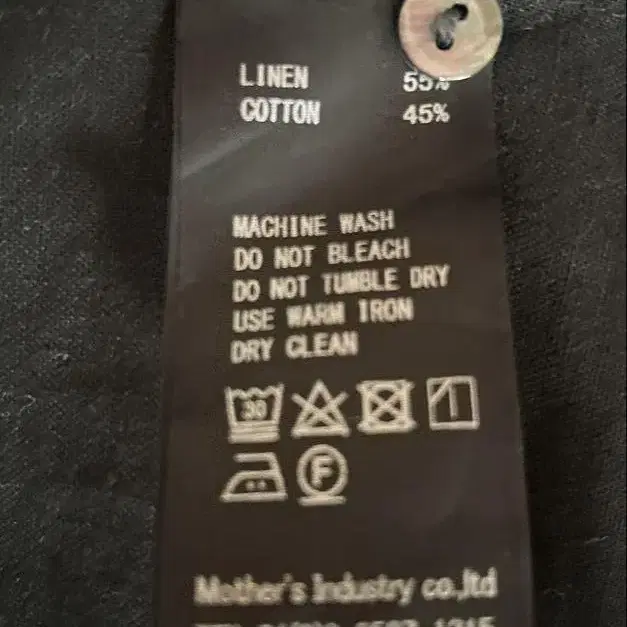 LINEN 55%
COTTON 45%
MACHINE WASH
DO NOT BLEACH
DO NOT TUMBLE DRY
USE WARM IRON
DRY CLEAN
30
F
Mother's Industry co.,ltd